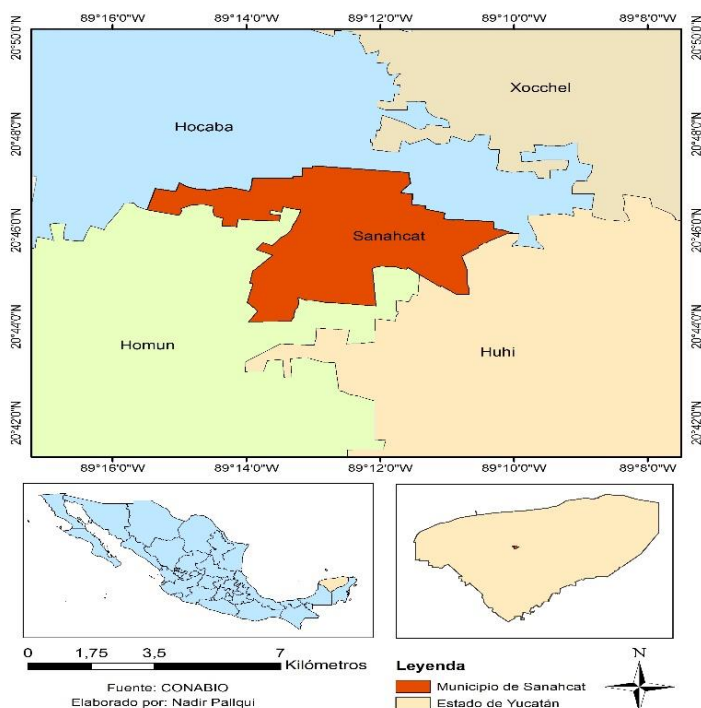 89°16'0"W 89°14'0"W 89°12'0"W 89°10'0"W 89°8'0"W
20°50'0"N 20°50'0"N
Xocchel
Hocaba
20°48'0"N 20°48'0"N
Sanahcat
20°46'0"N 20°46'0"N
Homun
Huhi
20°44'0"N 20°44'0"N
20°42'0"N 20°42'0"N
89°16'0"W 89°14'0"W 89°12'0"W 89°10'0"W 89°8'0"W
0 1,75 3,5 7
Kilómetros
Fuente: CONABIO
Elaborado por: Nadir Pallqui
Leyenda
Municipio de Sanahcat
Estado de Yucatán
N